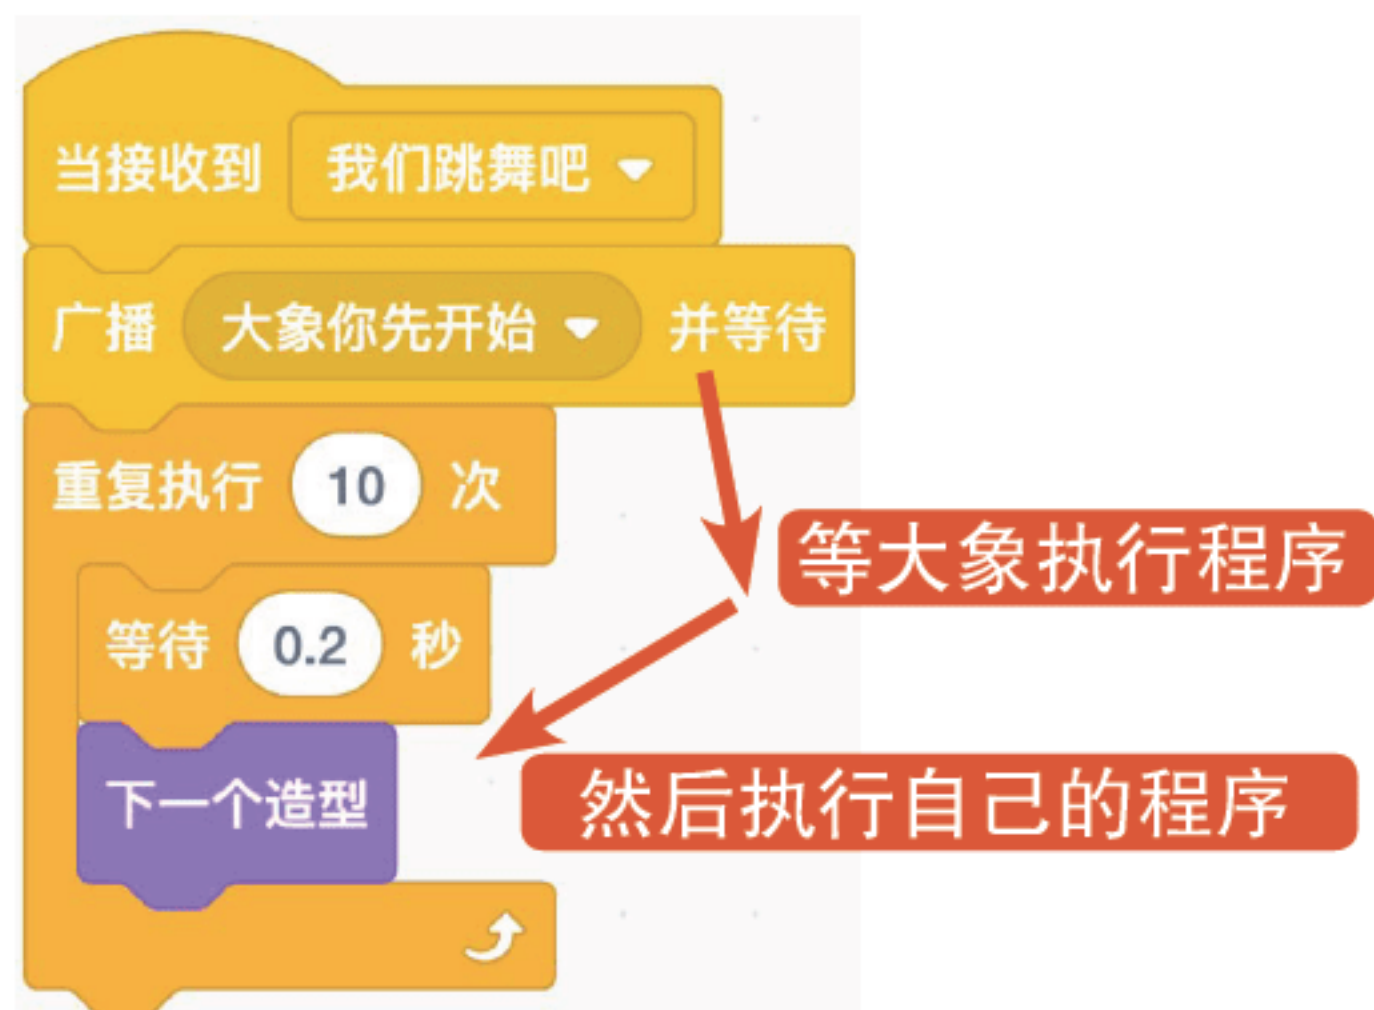 当接收到 我们跳舞吧
广播 大象你先开始 并等待
重复执行 10 次
等大象执行程序
等待 0.2 秒
下一个造型
然后执行自己的程序